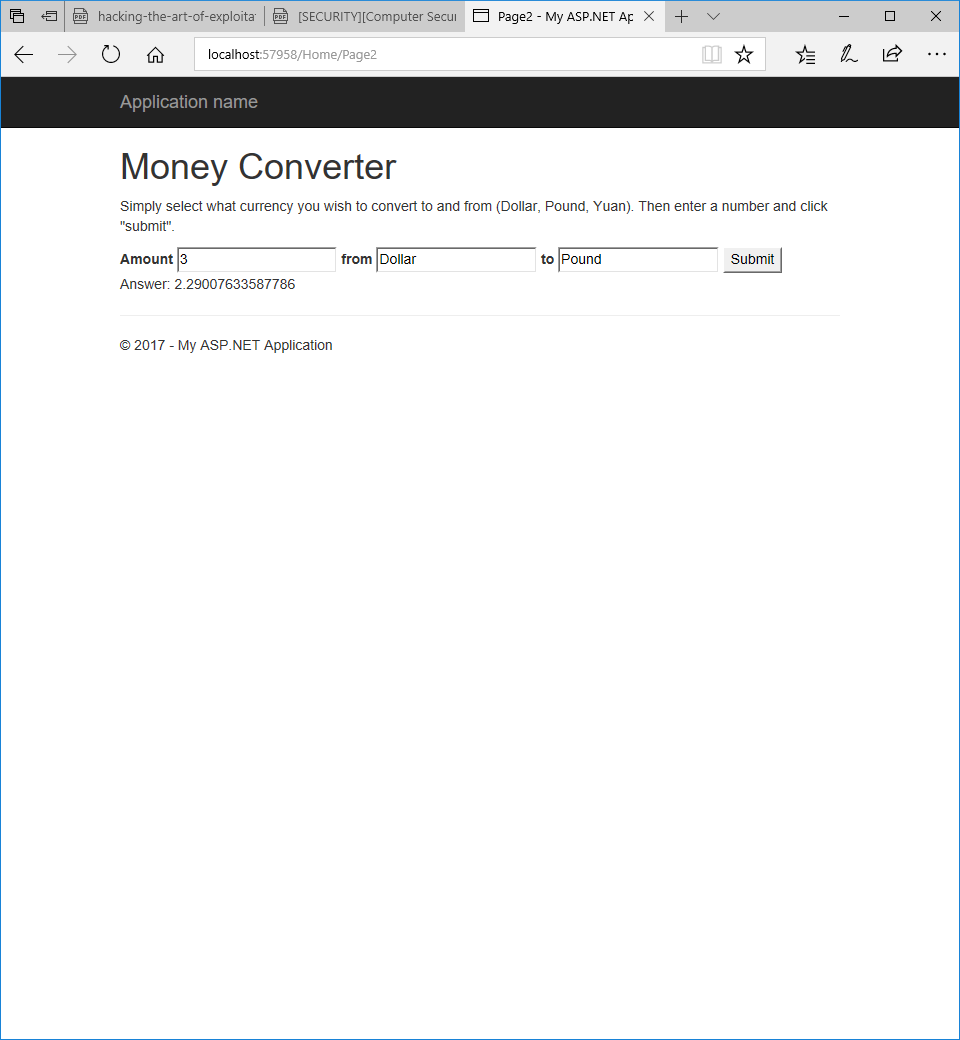 hacking-the-art-of-exploita
[SECURITY][Computer Secu
Page2 - My ASP.NET Ap
localhost:57958/Home/Page2
Application name
Money Converter
Simply select what currency you wish to convert to and from (Dollar, Pound, Yuan). Then enter a number and click
"submit".
Amount 3 from Dollar to Pound Submit
Answer: 2.29007633587786
© 2017 - My ASP.NET Application